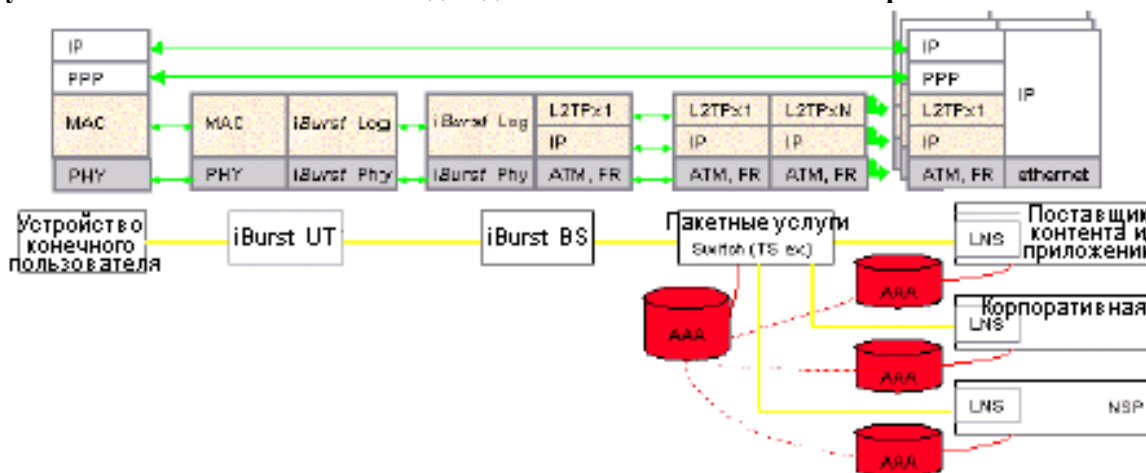 IP
PPP
MAC
PHY
MAC iBurst Log
PHY iBurst Phy
iBurst Log L2TPx1
IP
iBurst Phy ATM, FR
L2TPx1 L2TPxN
IP IP
ATM, FR ATM, FR
IP
PPP
L2TPx1
IP
IP
ATM, FR ethernet
Устройство
конечного
пользователя
iBurst UT
iBurst BS
Пакетные услуги
Switch (TS ex)
LNS
Поставщик
контента и
приложений
AAA
AAA
LNS
Корпоративная
AAA
LNS
NSP
AAA